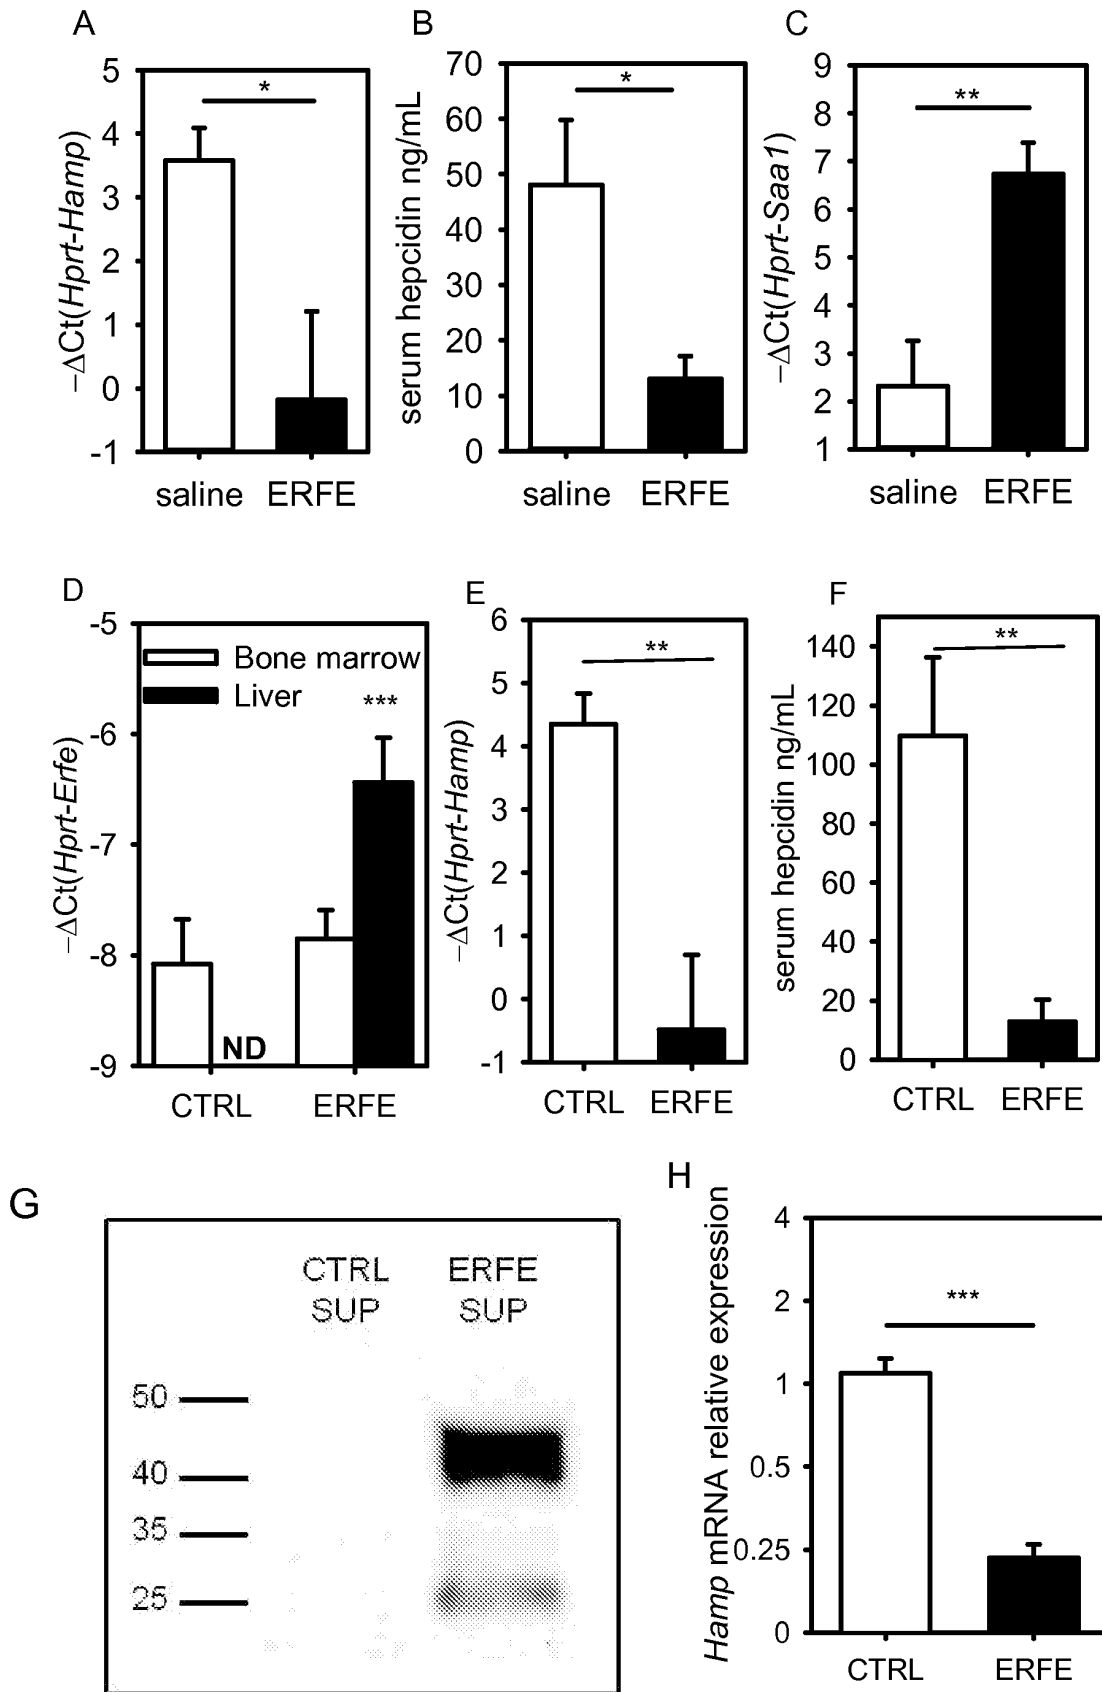 A
−ΔCt(Hprt-Hamp)
5
4
3
2
1
0
-1
*
saline
ERFE
B
serum hepcidin ng/mL
70
60
50
40
30
20
10
0
*
saline
ERFE
C
−ΔCt(Hprt-Saa1)
9
8
7
6
5
4
3
2
1
**
saline
ERFE
D
−ΔCt(Hprt-Erfe)
-5
-6
-7
-8
-9
Bone marrow
Liver
***
ND
CTRL
ERFE
E
−ΔCt(Hprt-Hamp)
6
5
4
3
2
1
0
-1
**
CTRL
ERFE
F
serum hepcidin ng/mL
140
120
100
80
60
40
20
0
**
CTRL
ERFE
G
CTRL
SUP
ERFE
SUP
50
40
35
25
H
Hamp mRNA relative expression
4
2
1
0.5
0.25
0
***
CTRL
ERFE